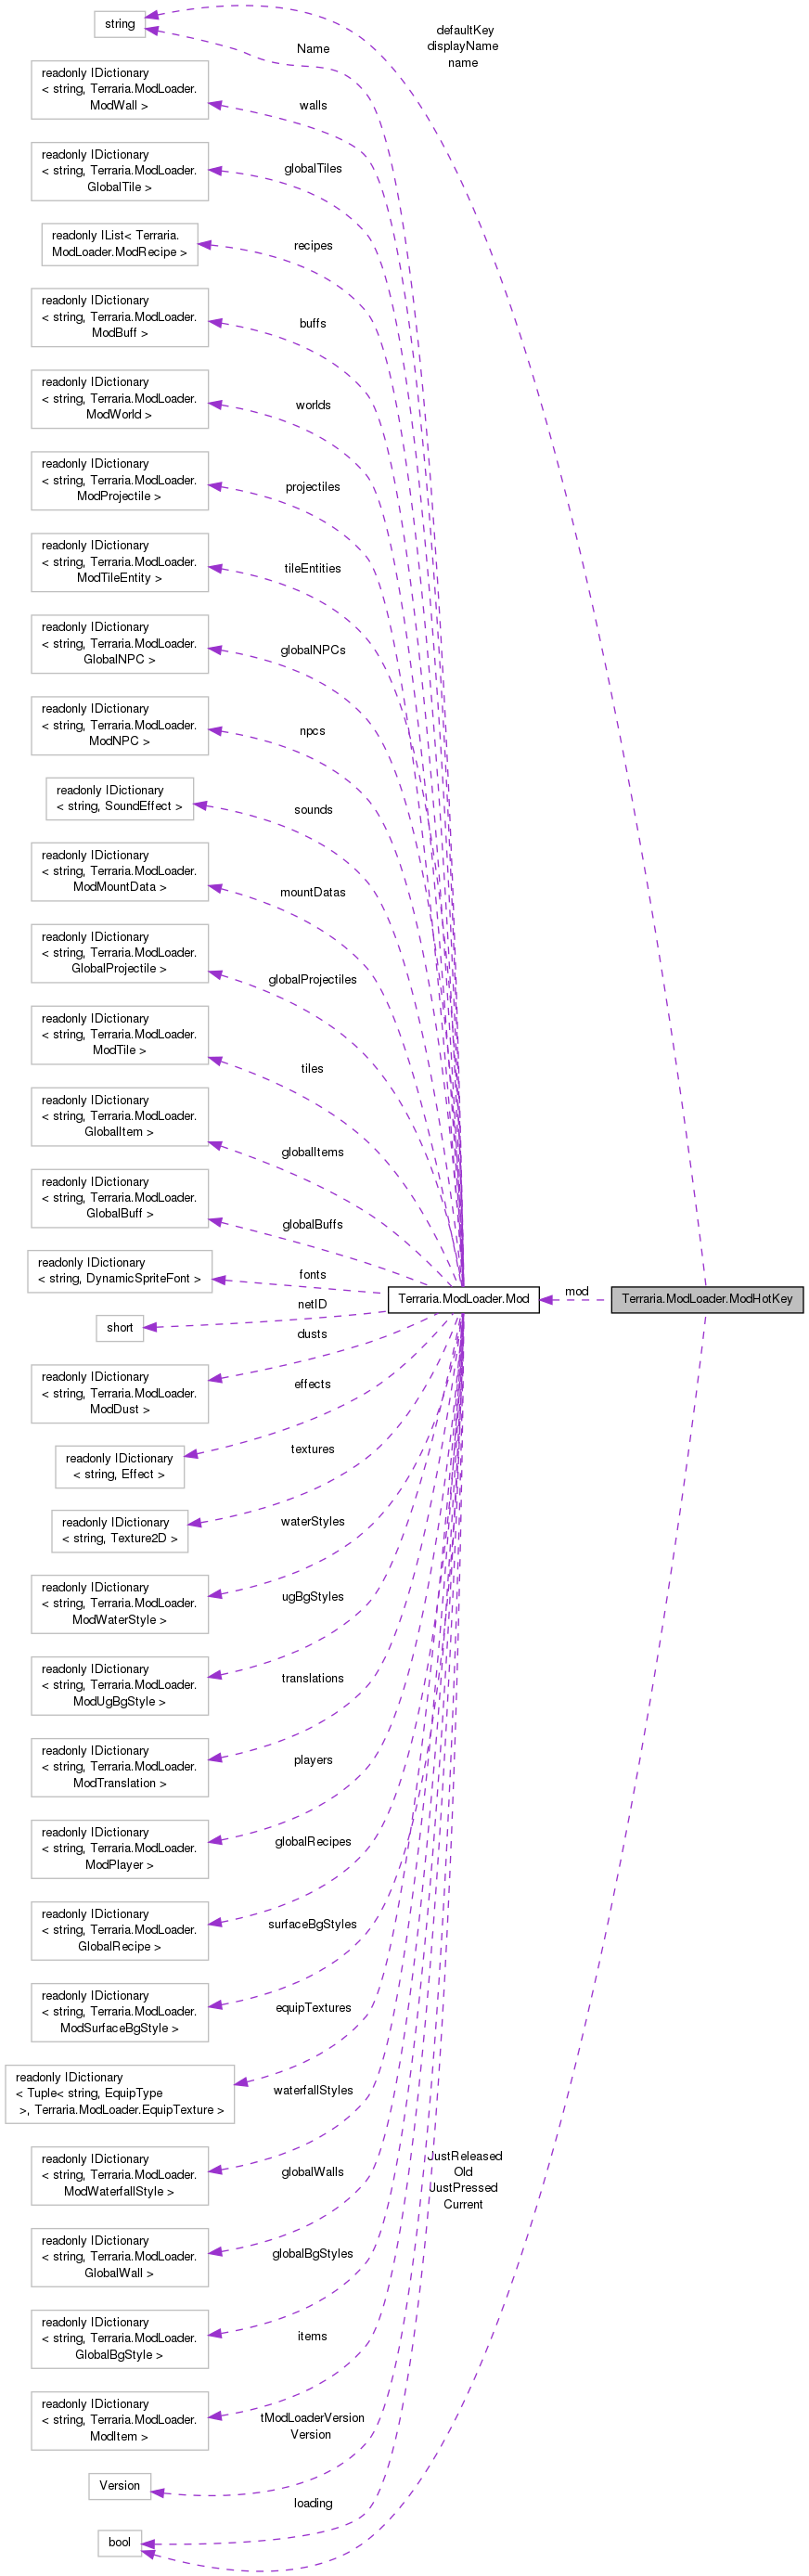 string
defaultKey
displayName
name
Name
readonly IDictionary
< string, Terraria.ModLoader.
ModWall >
walls
readonly IDictionary
< string, Terraria.ModLoader.
GlobalTile >
globalTiles
readonly IList< Terraria.
ModLoader.ModRecipe >
recipes
readonly IDictionary
< string, Terraria.ModLoader.
ModBuff >
buffs
readonly IDictionary
< string, Terraria.ModLoader.
ModWorld >
worlds
readonly IDictionary
< string, Terraria.ModLoader.
ModProjectile >
projectiles
readonly IDictionary
< string, Terraria.ModLoader.
ModTileEntity >
tileEntities
readonly IDictionary
< string, Terraria.ModLoader.
GlobalNPC >
globalNPCs
readonly IDictionary
< string, Terraria.ModLoader.
ModNPC >
npcs
readonly IDictionary
< string, SoundEffect >
sounds
readonly IDictionary
< string, Terraria.ModLoader.
ModMountData >
mountDatas
readonly IDictionary
< string, Terraria.ModLoader.
GlobalProjectile >
globalProjectiles
readonly IDictionary
< string, Terraria.ModLoader.
ModTile >
tiles
readonly IDictionary
< string, Terraria.ModLoader.
GlobalItem >
globalItems
readonly IDictionary
< string, Terraria.ModLoader.
GlobalBuff >
globalBuffs
readonly IDictionary
< string, DynamicSpriteFont >
fonts
Terraria.ModLoader.Mod
mod
Terraria.ModLoader.ModHotKey
short
netID
readonly IDictionary
< string, Terraria.ModLoader.
ModDust >
dusts
readonly IDictionary
< string, Effect >
effects
readonly IDictionary
< string, Texture2D >
textures
readonly IDictionary
< string, Terraria.ModLoader.
ModWaterStyle >
waterStyles
readonly IDictionary
< string, Terraria.ModLoader.
ModUgBgStyle >
ugBgStyles
readonly IDictionary
< string, Terraria.ModLoader.
ModTranslation >
translations
readonly IDictionary
< string, Terraria.ModLoader.
ModPlayer >
players
readonly IDictionary
< string, Terraria.ModLoader.
GlobalRecipe >
globalRecipes
readonly IDictionary
< string, Terraria.ModLoader.
ModSurfaceBgStyle >
surfaceBgStyles
readonly IDictionary
< Tuple< string, EquipType
>, Terraria.ModLoader.EquipTexture >
equipTextures
readonly IDictionary
< string, Terraria.ModLoader.
ModWaterfallStyle >
waterfallStyles
JustReleased
Old
JustPressed
Current
readonly IDictionary
< string, Terraria.ModLoader.
GlobalWall >
globalWalls
readonly IDictionary
< string, Terraria.ModLoader.
GlobalBgStyle >
globalBgStyles
readonly IDictionary
< string, Terraria.ModLoader.
ModItem >
items
Version
tModLoaderVersion
Version
bool
loading